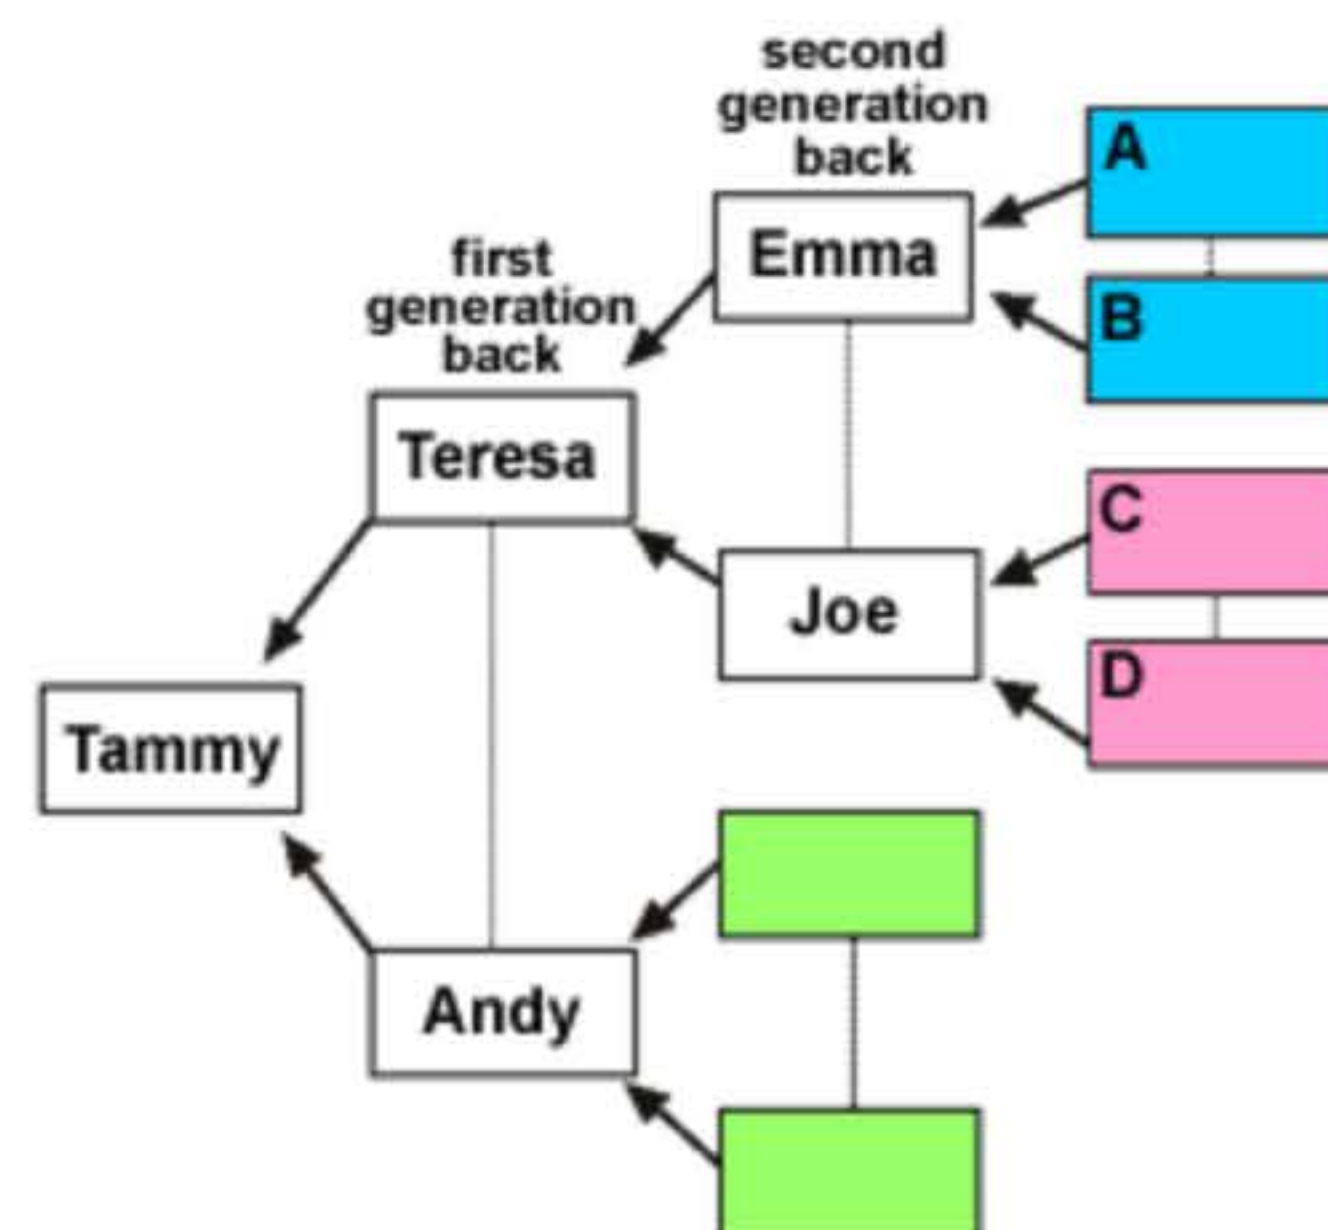 second
generation
back
A
Emma
first
generation
back
B
Teresa
C
Joe
D
Tammy
Andy